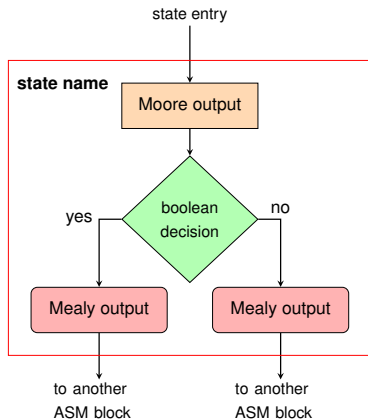 state entry
state name
Moore output
boolean
decision
yes
no
Mealy output
Mealy output
to another
ASM block
to another
ASM block